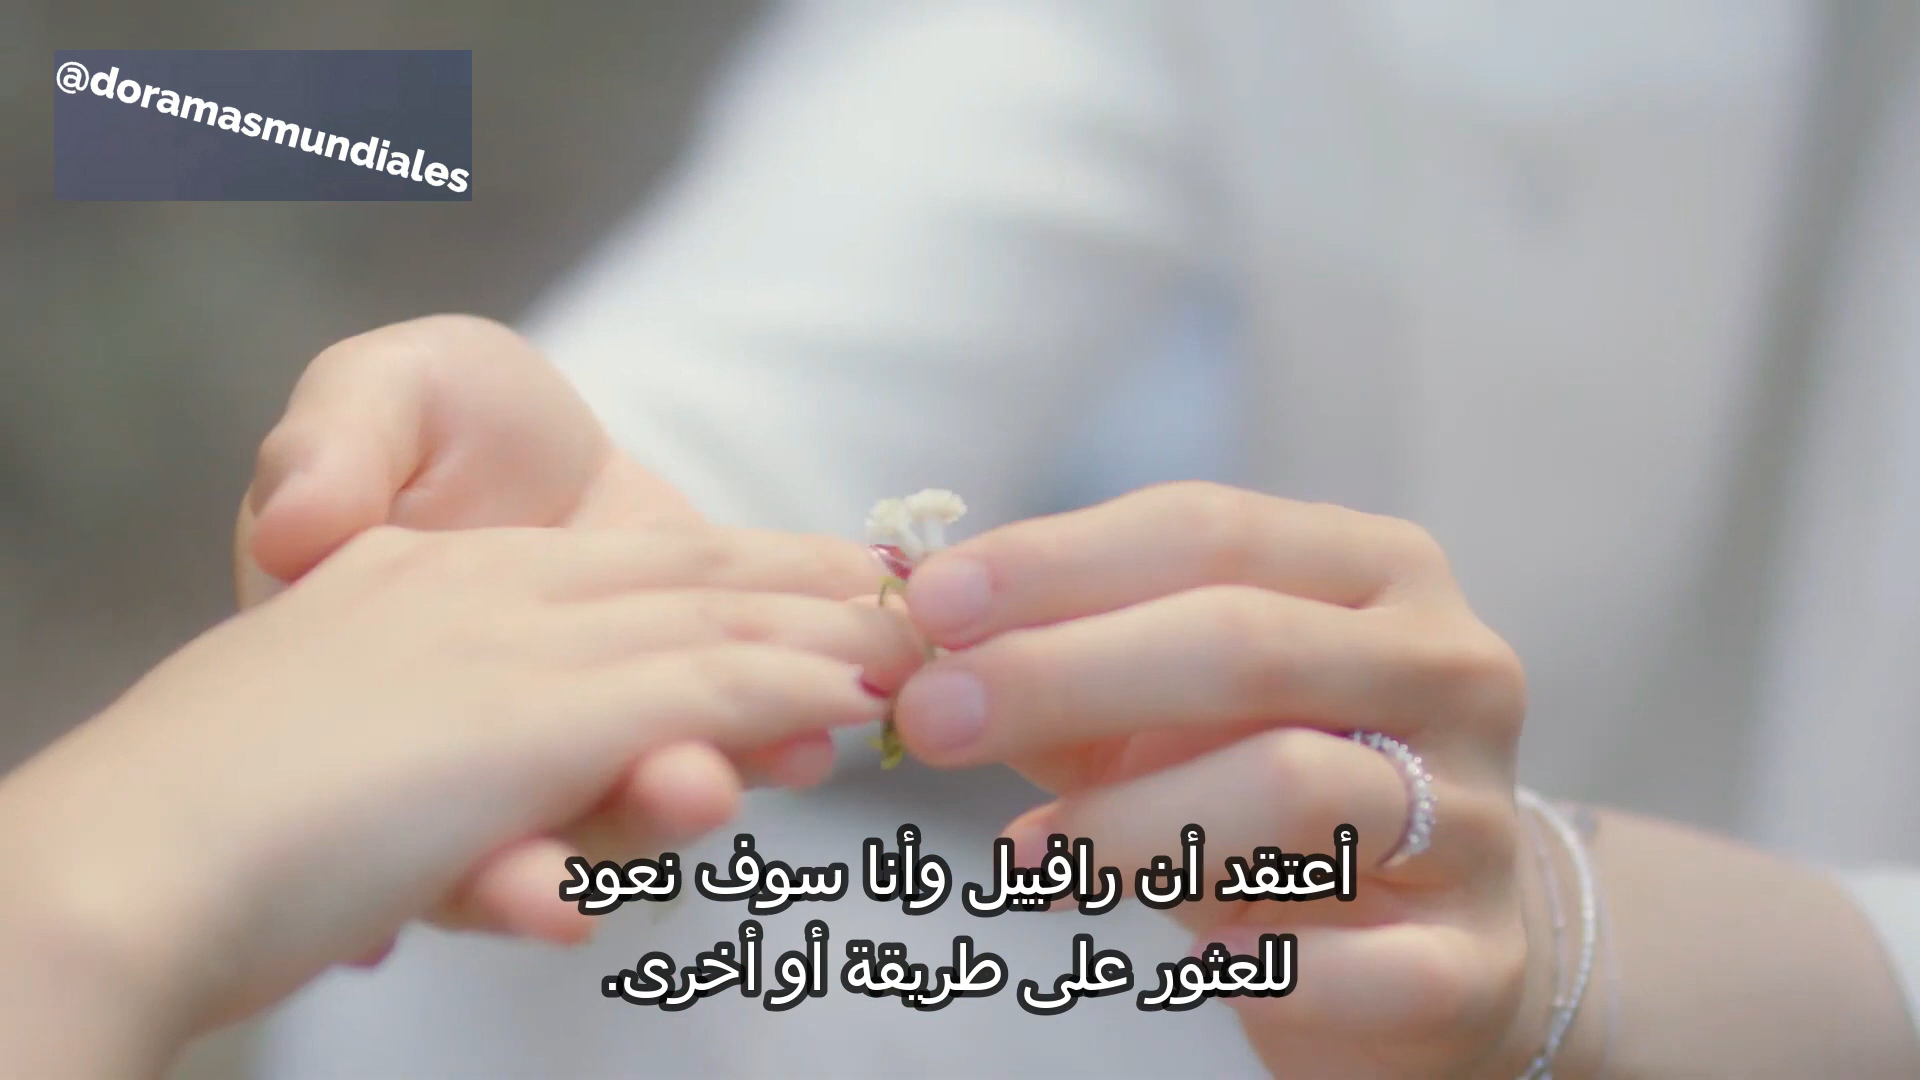 @doramasmundiales
أعتقد أن رافييل وأنا سوف نعود
للعثور على طريقة أو أخرى.